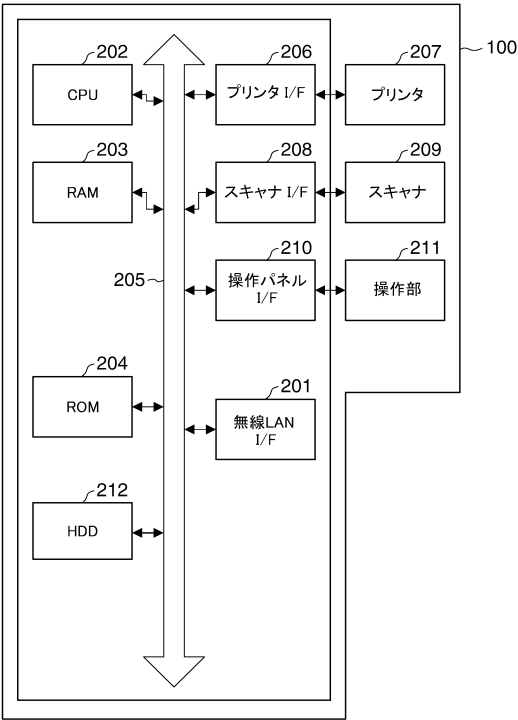 202
CPU
206
プリンタ I/F
207
プリンタ
100
203
RAM
208
スキャナ I/F
209
スキャナ
210
操作パネル
I/F
211
操作部
205
204
ROM
201
無線LAN
I/F
212
HDD